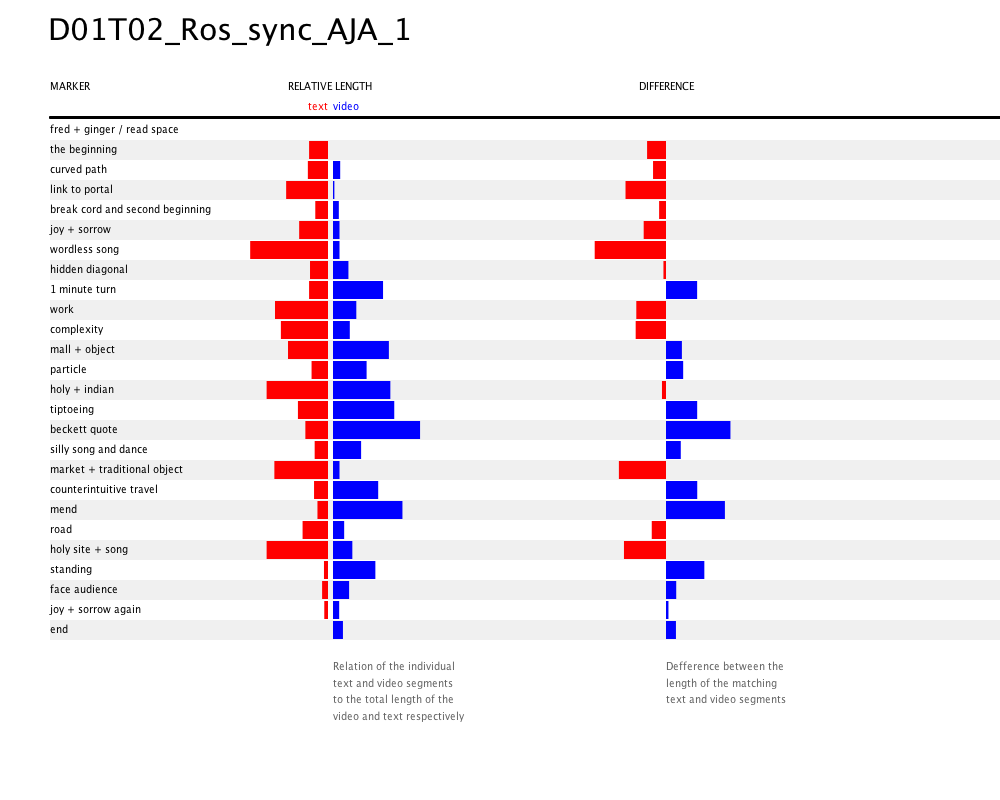 D01T02_Ros_sync_AJA_1
MARKER RELATIVE LENGTH DIFFERENCE
text video
fred + ginger / read space
the beginning
curved path
link to portal
break cord and second beginning
joy + sorrow
wordless song
hidden diagonal
1 minute turn
work
complexity
mall + object
particle
holy + indian
tiptoeing
beckett quote
silly song and dance
market + traditional object
counterintuitive travel
mend
road
holy site + song
standing
face audience
joy + sorrow again
end
Relation of the individual
text and video segments
to the total length of the
video and text respectively
Defference between the
length of the matching
text and video segments